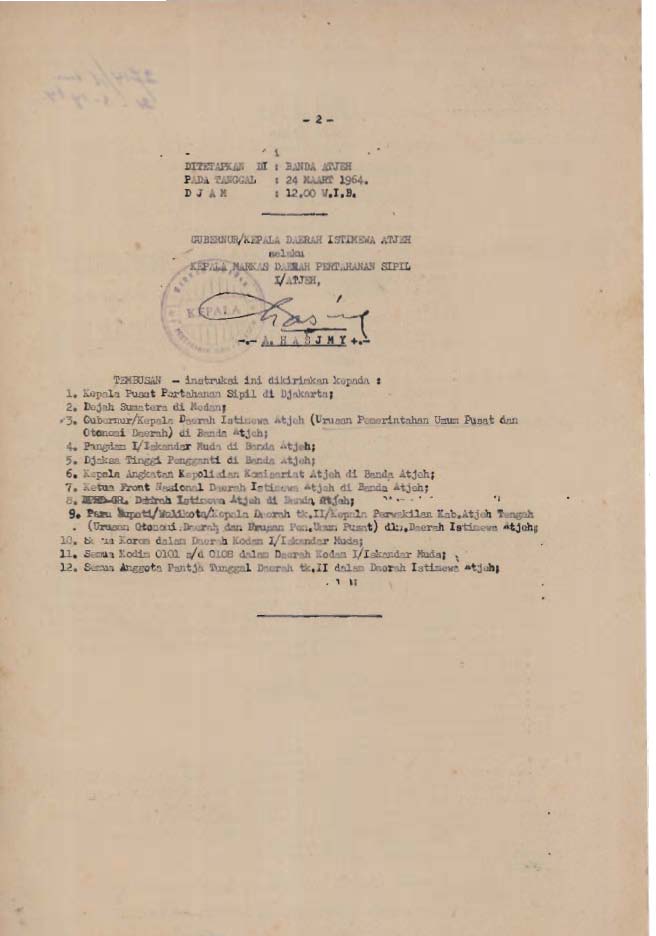 - 2 -
DITETAPKAN DI : BANDA ATJEH
PADA TANGGAL : 24 MAART 1964.
D J A M : 12,00 W.I.B.
GUBERNUR/KEPALA DAERAH ISTIMEWA ATJEH
selaku
KEPALA MARKAS DAERAH PERTAHANAN SIPIL
I/ATJEH,
KEPALA
-.- A. H A S J M Y +.-
TEMBUSAN - instruksi ini dikirimkan kepada :
1. Kepala Pusat Pertahanan Sipil di Djakarta;
2. Dejah Sumatera di Medan;
3. Gubernur/Kepala Daerah Istimewa Atjeh (Urusan Pemerintahan Umum Pusat dan
Otonomi Daerah) di Banda Atjeh;
4. Pangdam I/Iskandar Muda di Banda Atjeh;
5. Djaksa Tinggi Pengganti di Banda Atjeh;
6. Kepala Angkatan Kepolisian Komisariat Atjeh di Banda Atjeh;
7. Ketua Front Nasional Daerah Istimewa Atjah di Banda Atjeh;
8. DPRD-GR. Daerah Istimewa Atjeh di Banda Atjeh;
9. Para Bupati/Walikota/Kepala Daerah tk.II/Kepala Perwakilan Kab.Atjeh Tengah
(Urusan Otonomi.Daerah dan Urusan Pem.Umum Pusat) dlm.Daerah Istimewa Atjeh;
10. Korem dalam Daerah Kodam I/Iskandar Muda;
11. Semua Kodim 0101 s/d 0108 dalam Daerah Kodam I/Iskandar Muda;
12. Semua Anggota Pantja Tunggal Daerah tk.II dalam Daerah Istimewa Atjeh;